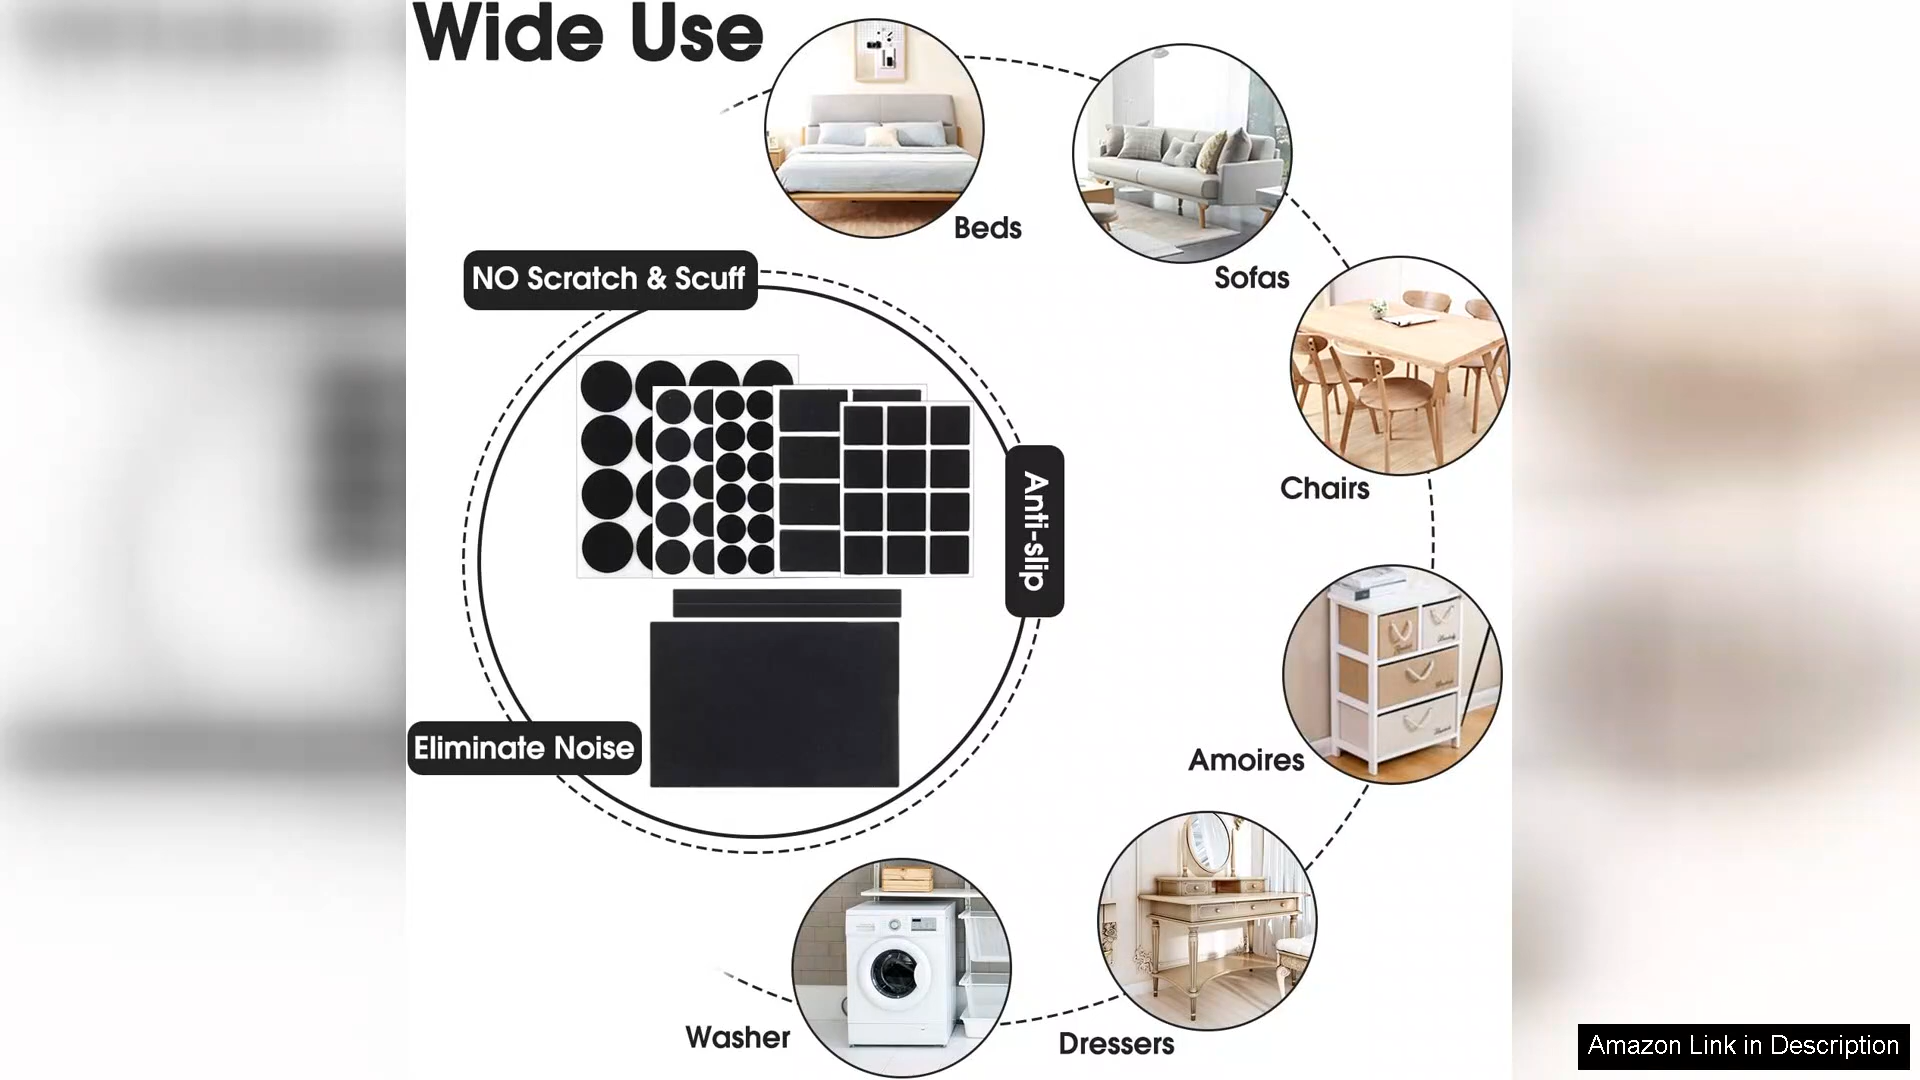 Wide Use
Beds
Sofas
NO Scratch & Scuff
Chairs
Anti-slip
Eliminate Noise
Amoires
Washer
Dressers
Amazon Link in Description